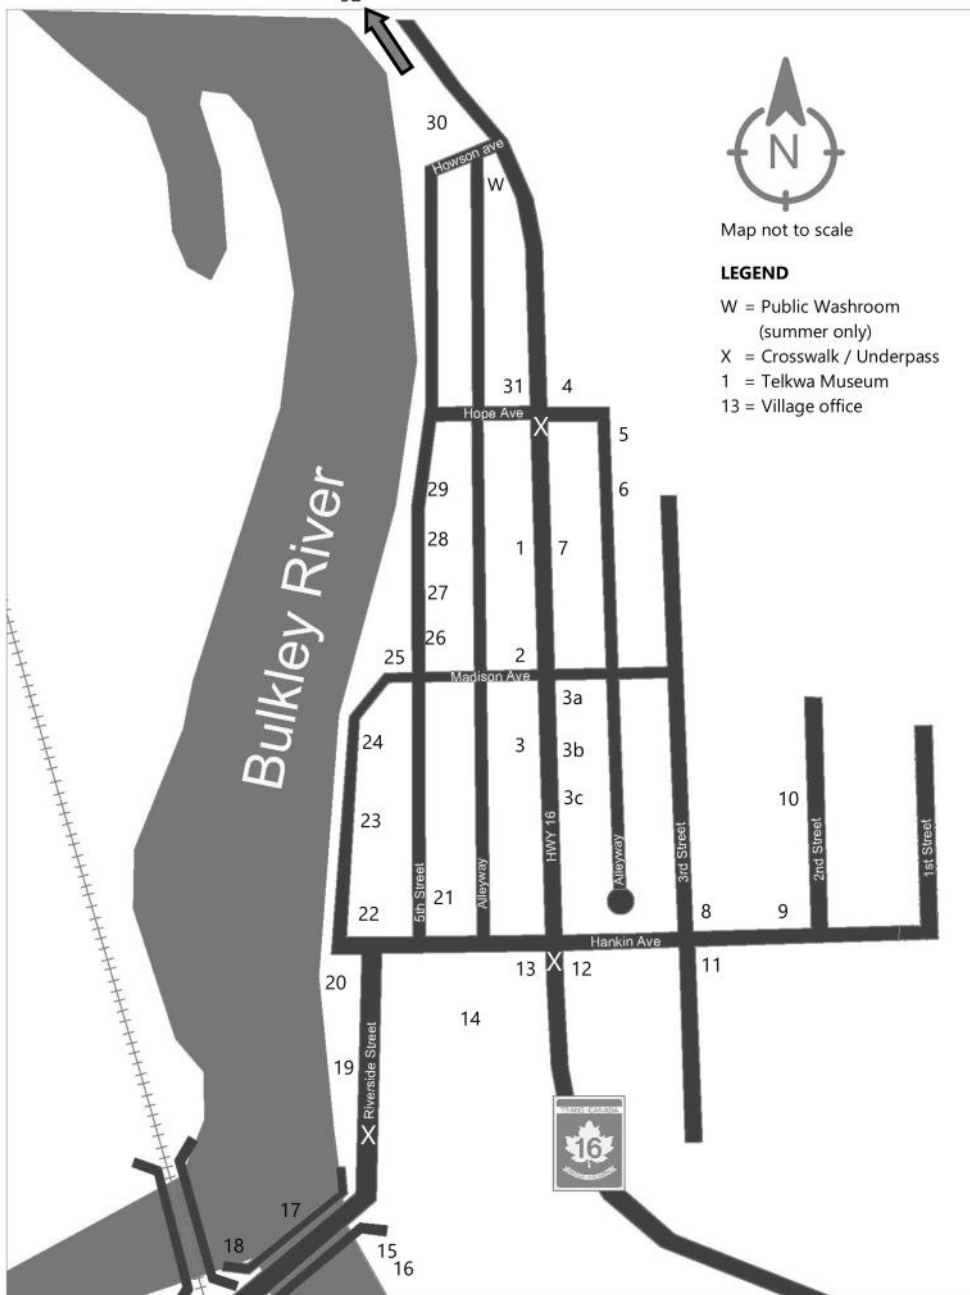 30
Howson ave
W
N
Map not to scale
LEGEND
W = Public Washroom
(summer only)
X = Crosswalk / Underpass
1 = Telkwa Museum
13 = Village office
31
4
Hope Ave
X
5
29
6
28
1
7
27
26
25
2
Madison Ave
3a
24
3
3b
3c
10
23
Bulkley River
HWY 16
5th Street
Alleyway
Alleyway
3rd Street
2nd Street
1st Street
21
22
8
9
Hankin Ave
20
13
X
12
11
14
19
Riverside Street
X
TRANS CANADA
16
17
18
15
16